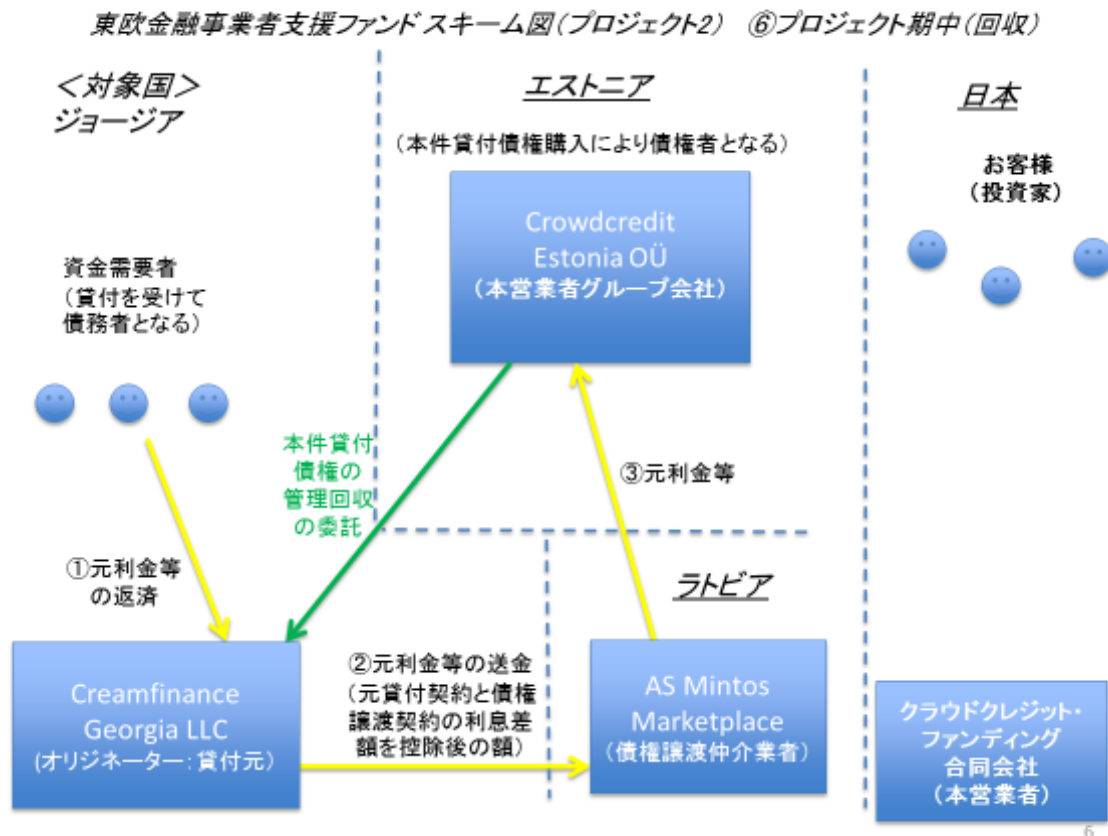 東欧金融事業者支援ファンド スキーム図(プロジェクト2) ⑥プロジェクト期中(回収)
<対象国>
ジョージア
エストニア
日本
(本件貸付債権購入により債権者となる)
お客様
(投資家)
Crowdcredit
Estonia OÜ
(本営業者グループ会社)
資金需要者
(貸付を受けて
債務者となる)
本件貸付
債権の
管理回収
の委託
③元利金等
①元利金等
の返済
ラトビア
Creamfinance
Georgia LLC
(オリジネーター:貸付元)
②元利金等の送金
(元貸付契約と債権
譲渡契約の利息差
額を控除後の額)
AS Mintos
Marketplace
(債権譲渡仲介業者)
クラウドクレジット・
ファンディング
合同会社
(本営業者)
6